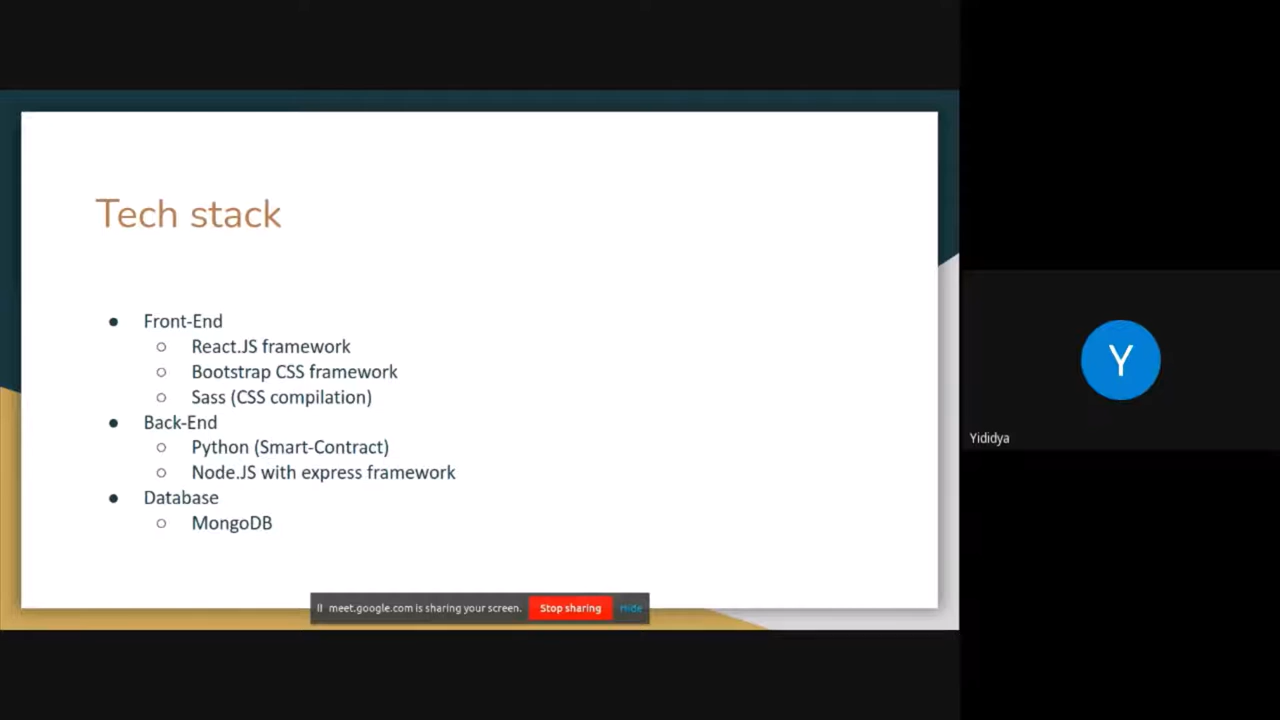 Tech stack
● Front-End
○ React.JS framework
○ Bootstrap CSS framework
○ Sass (CSS compilation)
● Back-End
○ Python (Smart-Contract)
○ Node.JS with express framework
● Database
○ MongoDB
meet.google.com is sharing your screen. Stop sharing Hide
Y
Yididya